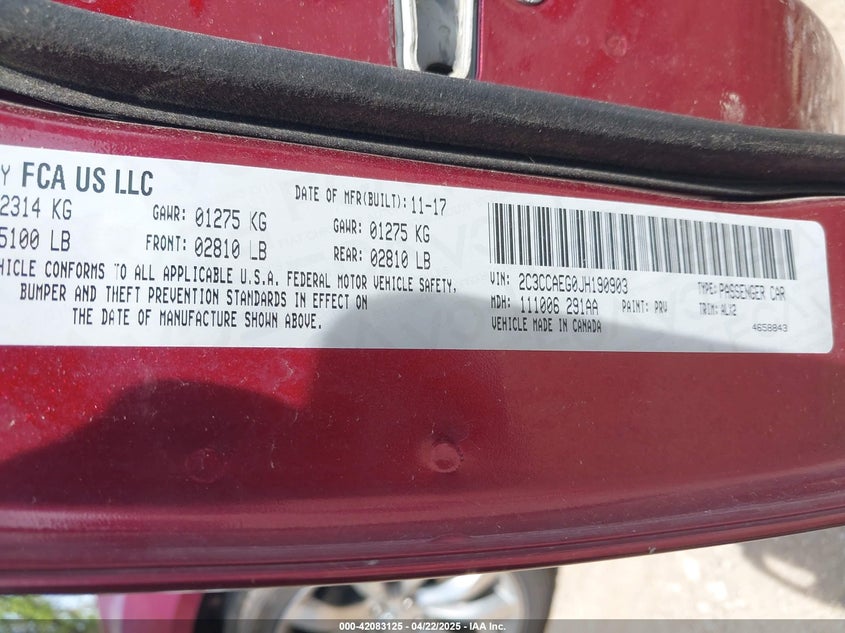 Y FCA US LLC
DATE OF MFR(BUILT): 11-17
2314 KG GAWR: 01275 KG GAWR: 01275 KG
5100 LB FRONT: 02810 LB REAR: 02810 LB
HICLE CONFORMS TO ALL APPLICABLE U.S.A. FEDERAL MOTOR VEHICLE SAFETY,
BUMPER AND THEFT PREVENTION STANDARDS IN EFFECT ON
THE DATE OF MANUFACTURE SHOWN ABOVE.
VIN: 2C3CCAEG0JH190903 TYPE: PASSENGER CAR
MDH: 111006 291AA PAINT: PRV TRIM: ALX2
VEHICLE MADE IN CANADA 4658843
000-42083125 - 04/22/2025 - IAA Inc.